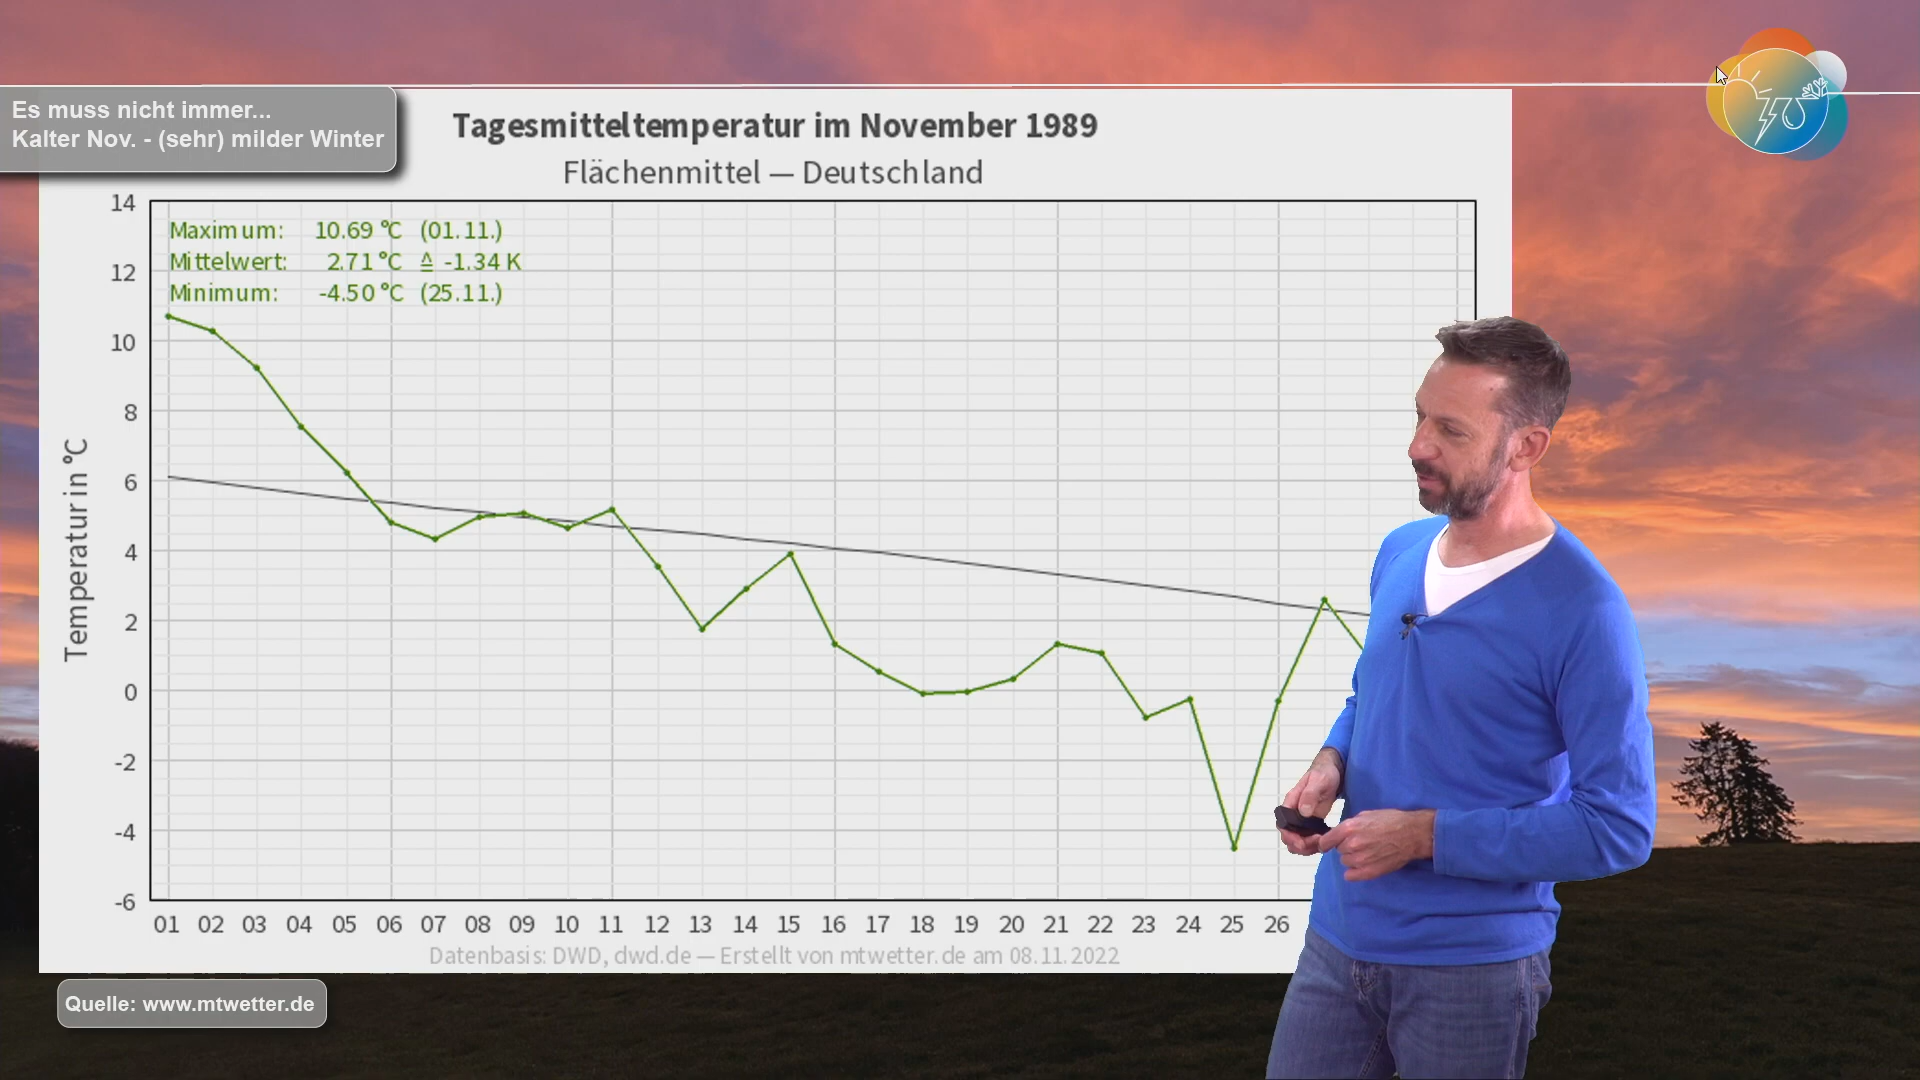 Es muss nicht immer...
Kalter Nov. - (sehr) milder Winter
Tagesmitteltemperatur im November 1989
Flächenmittel — Deutschland
Maximum: 10.69 °C (01.11.)
Mittelwert: 2.71 °C ≙ -1.34 K
Minimum: -4.50 °C (25.11.)
Temperatur in °C
14
12
10
8
6
4
2
0
-2
-4
-6
01 02 03 04 05 06 07 08 09 10 11 12 13 14 15 16 17 18 19 20 21 22 23 24 25 26
Datenbasis: DWD, dwd.de — Erstellt von mtwetter.de am 08.11.2022
Quelle: www.mtwetter.de